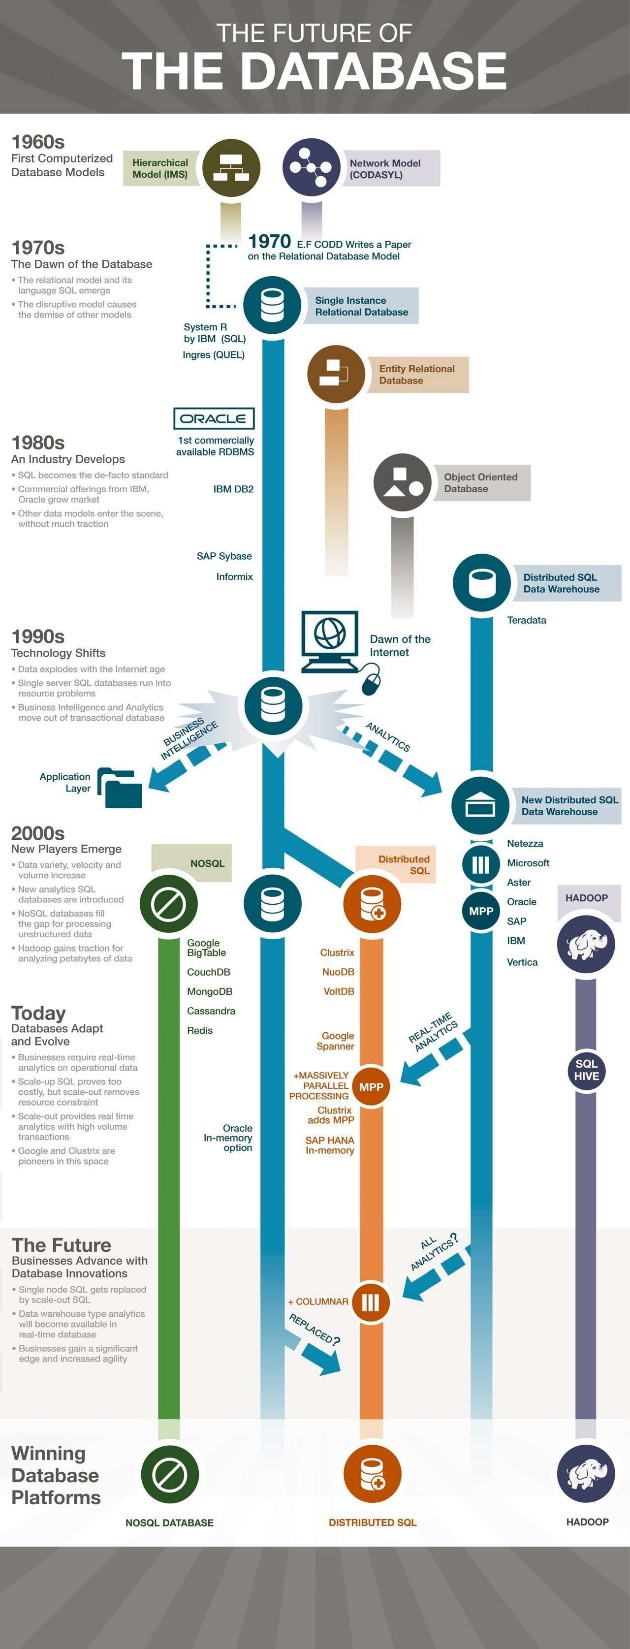 THE FUTURE OF
THE DATABASE
1960s
First Computerized
Database Models
Hierarchical
Model (IMS)
Network Model
(CODASYL)
1970s
The Dawn of the Database
• The relational model and its
language SQL emerge
• The disruptive model causes
the demise of other models
1970 E.F CODD Writes a Paper
on the Relational Database Model
Single Instance
Relational Database
System R
by IBM (SQL)
Ingres (QUEL)
Entity Relational
Database
ORACLE
1st commercially
available RDBMS
1980s
An Industry Develops
• SQL becomes the de-facto standard
• Commercial offerings from IBM,
Oracle grow market
• Other data models enter the scene,
without much traction
Object Oriented
Database
IBM DB2
SAP Sybase
Informix
Distributed SQL
Data Warehouse
Teradata
1990s
Technology Shifts
• Data explodes with the Internet age
• Single server SQL databases run into
resource problems
• Business Intelligence and Analytics
move out of transactional database
Dawn of the
Internet
BUSINESS
INTELLIGENCE
ANALYTICS
Application
Layer
New Distributed SQL
Data Warehouse
2000s
New Players Emerge
• Data variety, velocity and
volume increase
• New analytics SQL
databases are introduced
• NoSQL databases fill
the gap for processing
unstructured data
• Hadoop gains traction for
analyzing petabytes of data
NOSQL
Distributed
SQL
Netezza
Microsoft
Aster
Oracle
SAP
IBM
Vertica
MPP
HADOOP
Google
BigTable
CouchDB
MongoDB
Cassandra
Redis
Clustrix
NuoDB
VoltDB
Google
Spanner
Today
Databases Adapt
and Evolve
• Businesses require real-time
analytics on operational data
• Scale-up SQL proves too
costly, but scale-out removes
resource constraint
• Scale-out provides real time
analytics with high volume
transactions
• Google and Clustrix are
pioneers in this space
REAL-TIME
ANALYTICS
+MASSIVELY
PARALLEL
PROCESSING
MPP
SQL
HIVE
Clustrix
adds MPP
Oracle
In-memory
option
SAP HANA
In-memory
The Future
Businesses Advance with
Database Innovations
• Single node SQL gets replaced
by scale-out SQL
• Data warehouse type analytics
will become available in
real-time database
• Businesses gain a significant
edge and increased agility
ALL
ANALYTICS?
+ COLUMNAR
REPLACED?
Winning
Database
Platforms
NOSQL DATABASE
DISTRIBUTED SQL
HADOOP